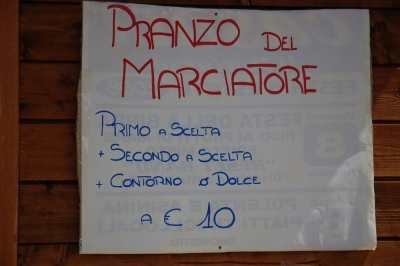 PRANZO DEL
MARCIATORE
PRIMO A SCELTA
+ SECONDO A SCELTA
+ CONTORNO O DOLCE
A € 10